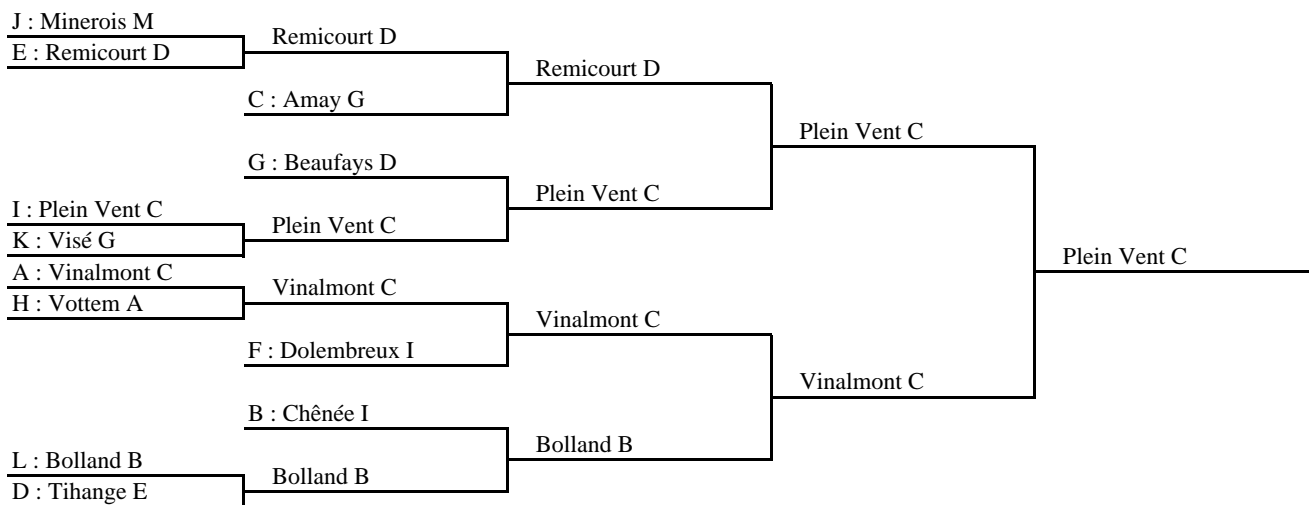 J : Minerois M
Remicourt D
E : Remicourt D
Remicourt D
C : Amay G
Plein Vent C
G : Beaufays D
Plein Vent C
I : Plein Vent C
Plein Vent C
K : Visé G
Plein Vent C
A : Vinalmont C
Vinalmont C
H : Vottem A
Vinalmont C
F : Dolembreux I
Vinalmont C
B : Chênée I
Bolland B
L : Bolland B
Bolland B
D : Tihange E